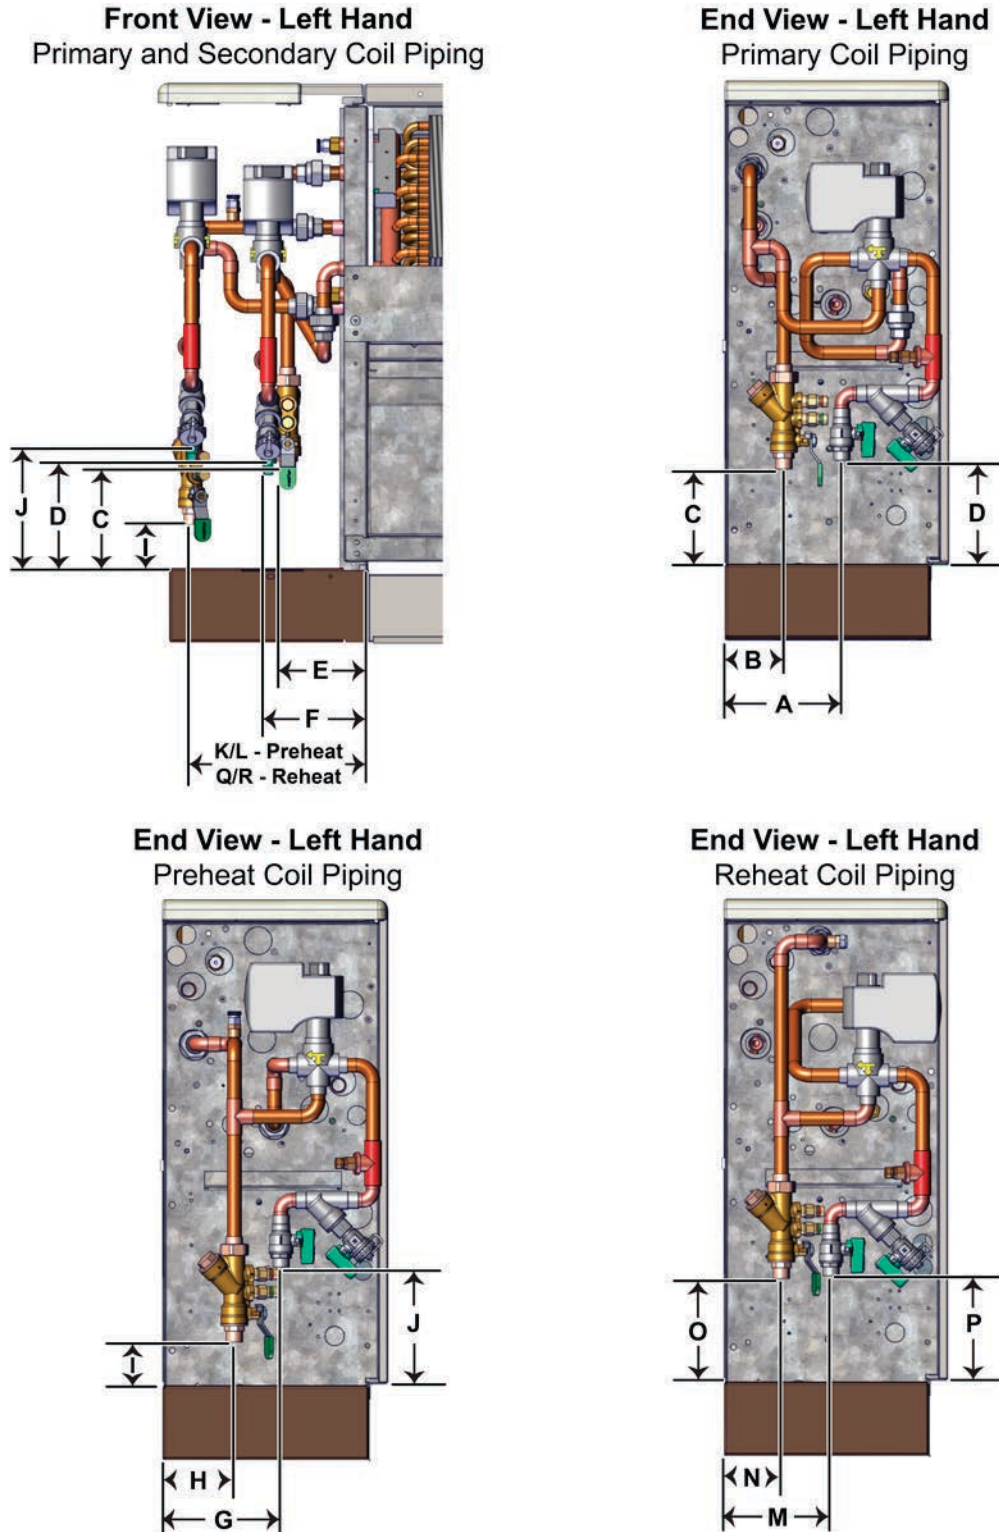 Front View - Left Hand
Primary and Secondary Coil Piping
J
D
C
I
E
F
K/L - Preheat
Q/R - Reheat
End View - Left Hand
Primary Coil Piping
C
D
B
A
End View - Left Hand
Preheat Coil Piping
I
J
H
G
End View - Left Hand
Reheat Coil Piping
O
P
N
M